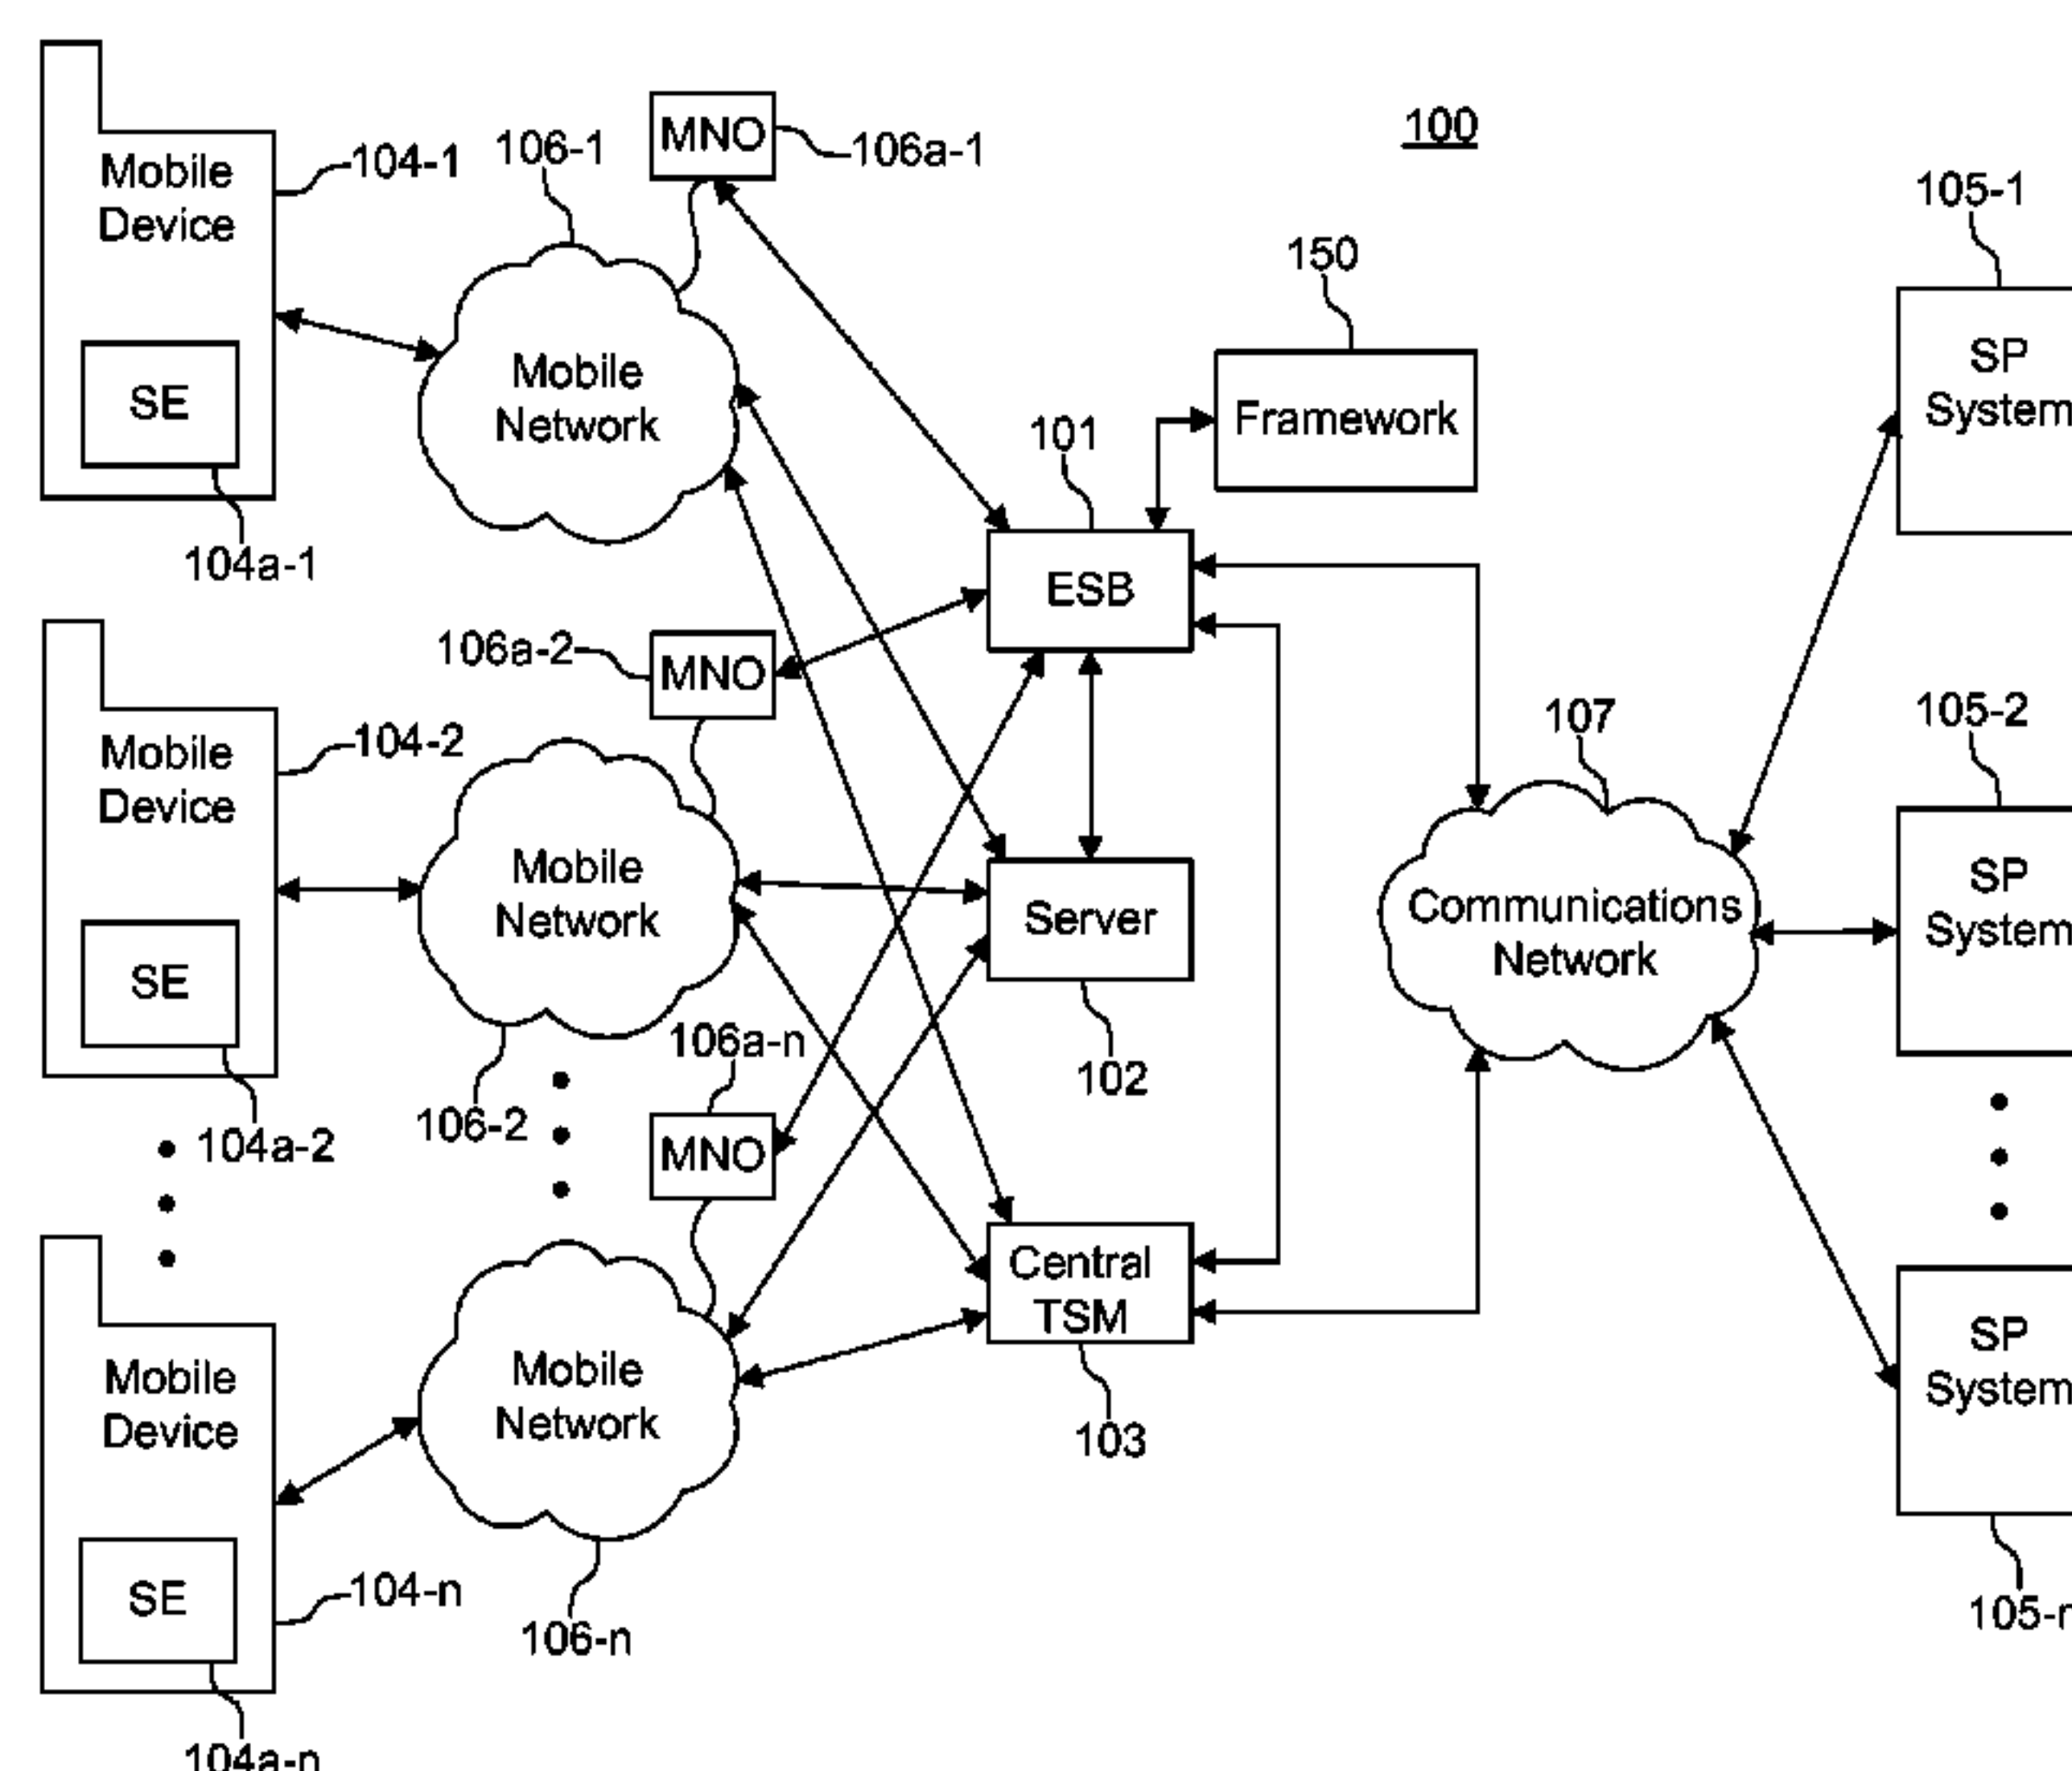 100
Mobile
Device
104-1
SE
104a-1
106-1
Mobile
Network
MNO
106a-1
150
Framework
101
ESB
105-1
SP
System
Mobile
Device
104-2
SE
104a-2
106a-2
MNO
Mobile
Network
106-2
Server
102
107
Communications
Network
105-2
SP
System
106a-n
MNO
Mobile
Device
104-n
SE
104a-n
Mobile
Network
106-n
Central
TSM
103
SP
System